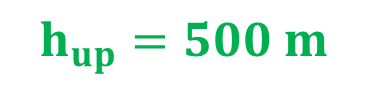 h_up = 500 m